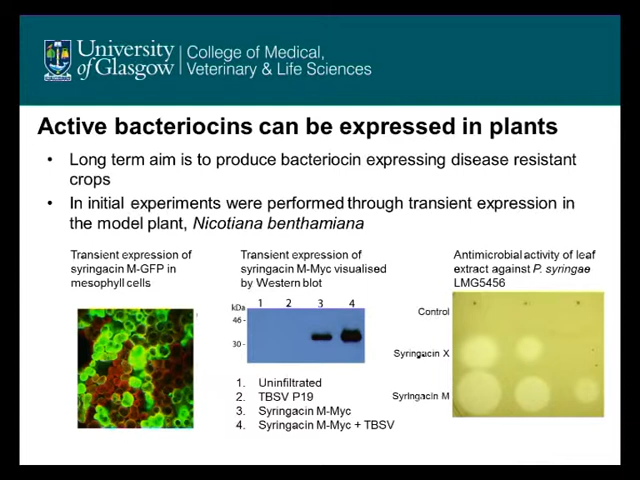 University
of Glasgow
College of Medical,
Veterinary & Life Sciences
Active bacteriocins can be expressed in plants
• Long term aim is to produce bacteriocin expressing disease resistant
crops
• In initial experiments were performed through transient expression in
the model plant, Nicotiana benthamiana
Transient expression of
syringacin M-GFP in
mesophyll cells
Transient expression of
syringacin M-Myc visualised
by Western blot
kDa 1 2 3 4
46 -
30 -
1. Uninfiltrated
2. TBSV P19
3. Syringacin M-Myc
4. Syringacin M-Myc + TBSV
Antimicrobial activity of leaf
extract against P. syringae
LMG5456
Control
Syringacin X
Syringacin M